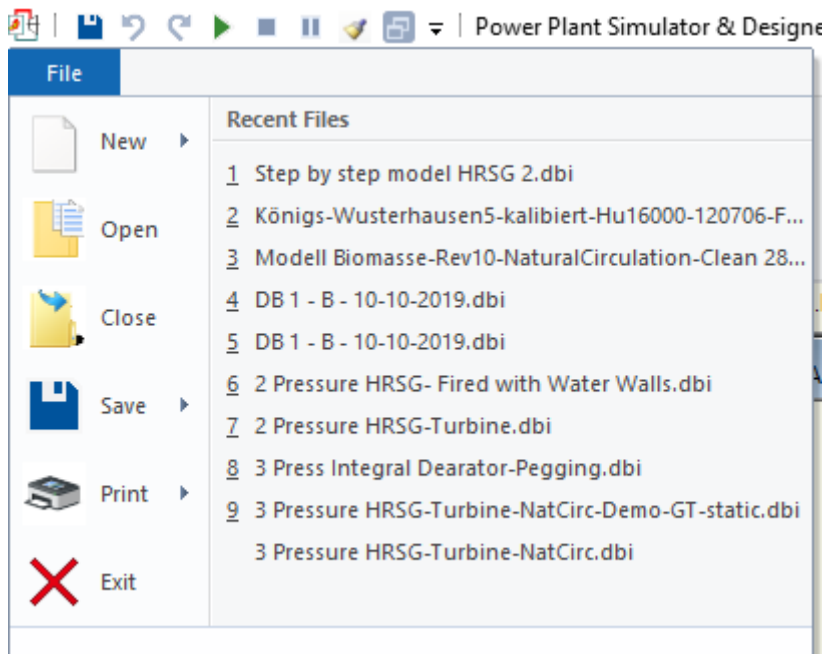 Power Plant Simulator & Designe
File
New
Open
Close
Save
Print
Exit
Recent Files
1 Step by step model HRSG 2.dbi
2 Königs-Wusterhausen5-kalibiert-Hu16000-120706-F...
3 Modell Biomasse-Rev10-NaturalCirculation-Clean 28...
4 DB 1 - B - 10-10-2019.dbi
5 DB 1 - B - 10-10-2019.dbi
6 2 Pressure HRSG- Fired with Water Walls.dbi
7 2 Pressure HRSG-Turbine.dbi
8 3 Press Integral Dearator-Pegging.dbi
9 3 Pressure HRSG-Turbine-NatCirc-Demo-GT-static.dbi
3 Pressure HRSG-Turbine-NatCirc.dbi